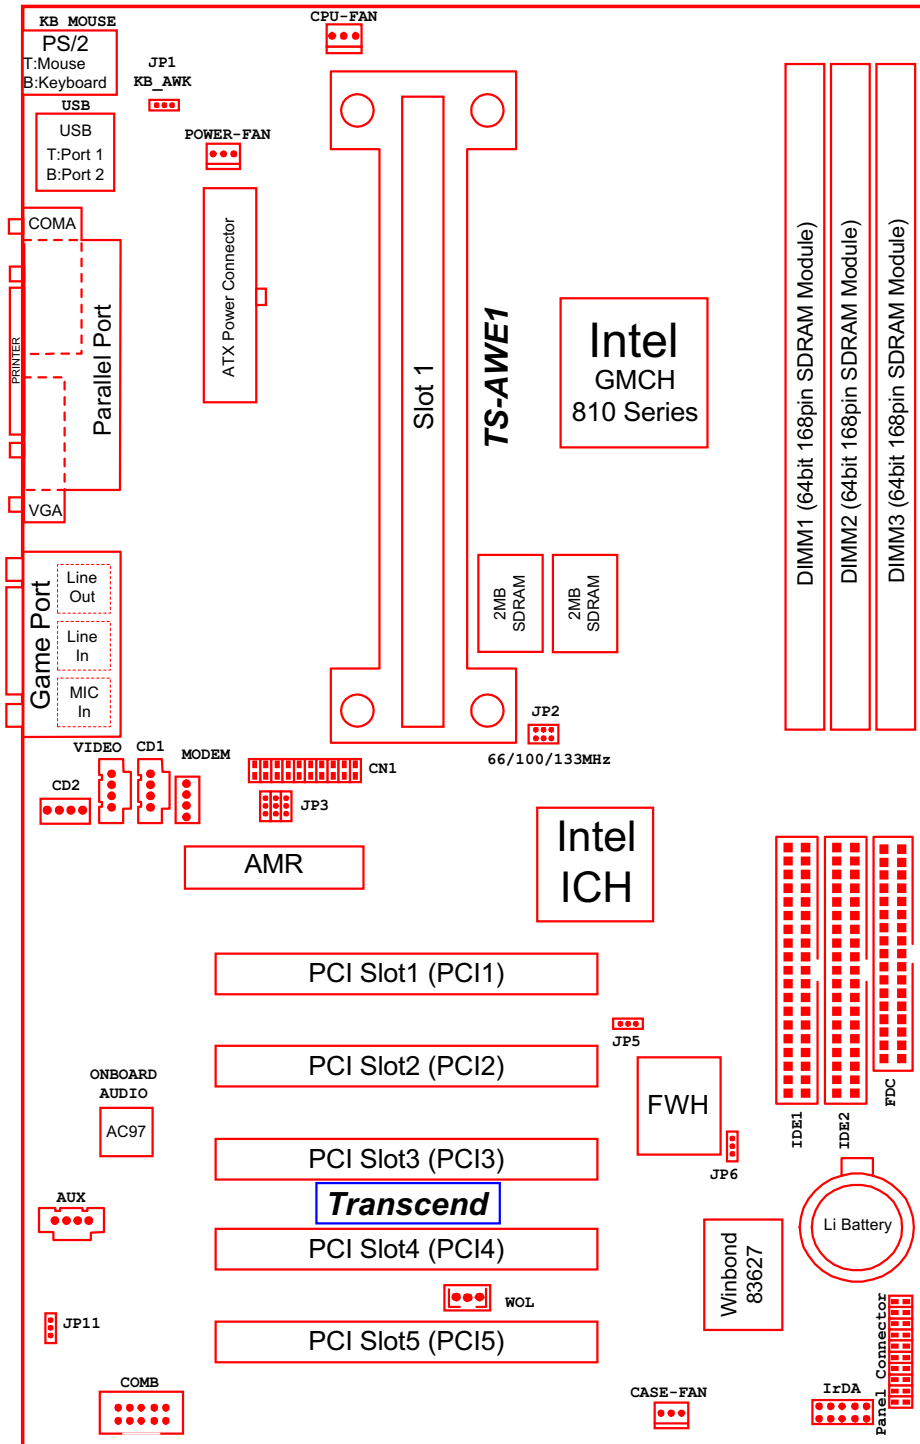 KB MOUSE
PS/2
T:Mouse
B:Keyboard
JP1
KB_AWK
CPU-FAN
USB
USB
T:Port 1
B:Port 2
POWER-FAN
COMA
PRINTER
Parallel Port
VGA
ATX Power Connector
Slot 1
TS-AWE1
Intel
GMCH
810 Series
DIMM1 (64bit 168pin SDRAM Module)
DIMM2 (64bit 168pin SDRAM Module)
DIMM3 (64bit 168pin SDRAM Module)
Game Port
Line
Out
Line
In
MIC
In
2MB
SDRAM
2MB
SDRAM
JP2
66/100/133MHz
VIDEO
CD1
MODEM
CD2
CN1
JP3
AMR
Intel
ICH
PCI Slot1 (PCI1)
JP5
PCI Slot2 (PCI2)
ONBOARD
AUDIO
AC97
FWH
IDE1
IDE2
FDC
PCI Slot3 (PCI3)
JP6
Transcend
AUX
PCI Slot4 (PCI4)
Winbond
83627
Li Battery
WOL
JP11
PCI Slot5 (PCI5)
Panel Connector
COMB
CASE-FAN
IrDA